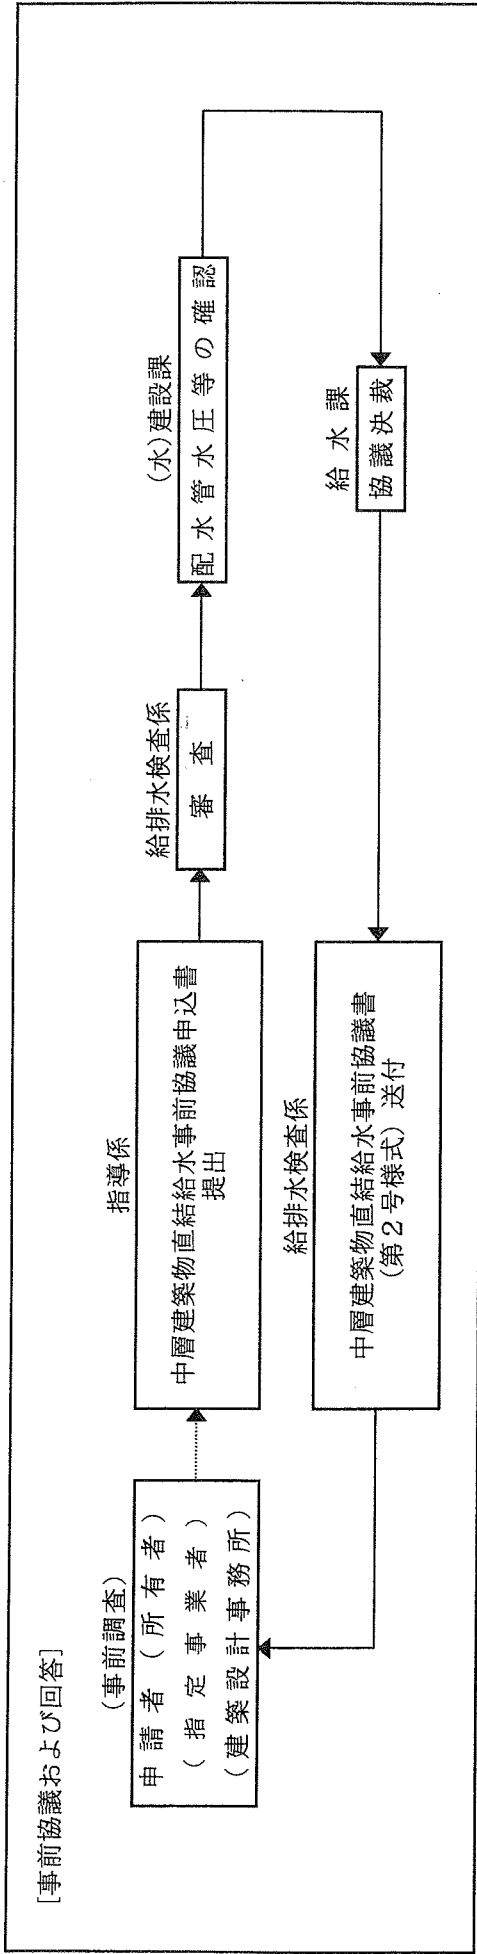 [事前協議および回答]
(事前調査)
申請者(所有者)
(指定事業者)
(建築設計事務所)
指導係
中層建築物直結給水事前協議申込書
提出
給排水検査係
審査
(水)建設課
配水管水圧等の確認
給水課
協議決裁
給排水検査係
中層建築物直結給水事前協議書
(第2号様式)送付